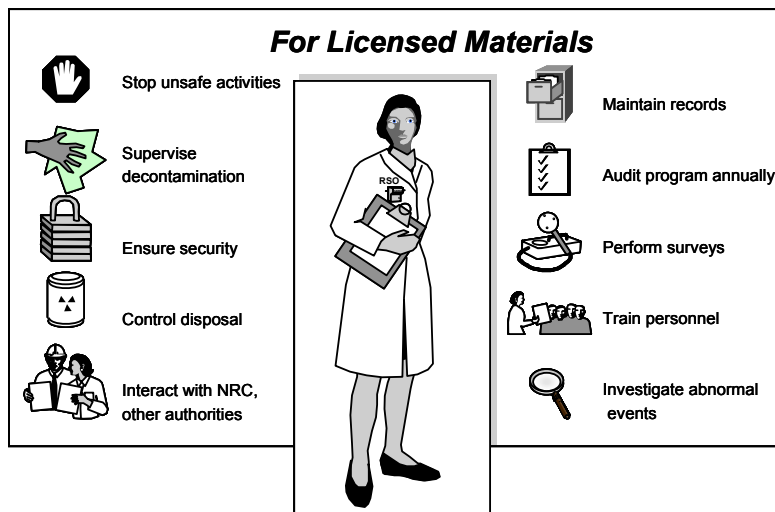 For Licensed Materials
Stop unsafe activities
Supervise
decontamination
Ensure security
Control disposal
Interact with NRC,
other authorities
RSO
Maintain records
Audit program annually
Perform surveys
Train personnel
Investigate abnormal
events